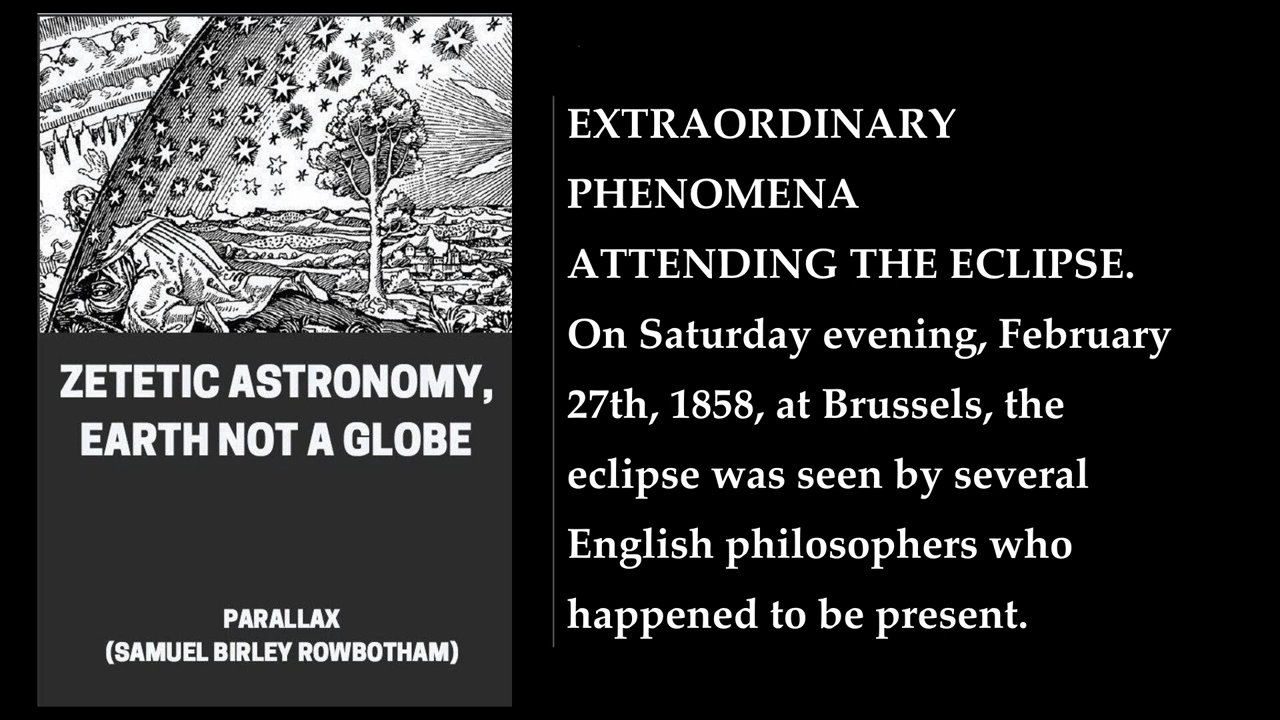 ZETETIC ASTRONOMY,
EARTH NOT A GLOBE
PARALLAX
(SAMUEL BIRLEY ROWBOTHAM)
EXTRAORDINARY
PHENOMENA
ATTENDING THE ECLIPSE.
On Saturday evening, February
27th, 1858, at Brussels, the
eclipse was seen by several
English philosophers who
happened to be present.